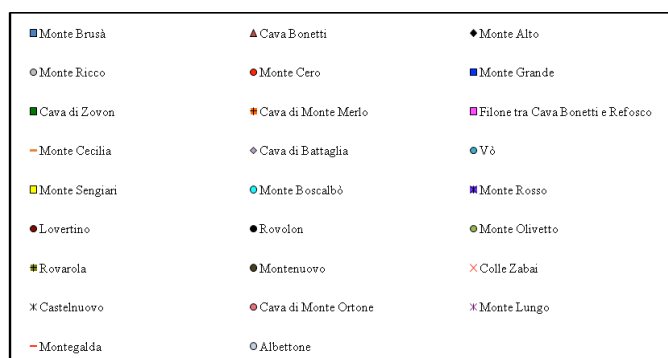 Monte Brusà Cava Bonetti Monte Alto
Monte Ricco Monte Cero Monte Grande
Cava di Zovon Cava di Monte Merlo Filone tra Cava Bonetti e Refosco
Monte Cecilia Cava di Battaglia Vò
Monte Sengiari Monte Boscalbò Monte Rosso
Lovertino Rovolon Monte Olivetto
Rovarola Montenuovo Colle Zabai
Castelnuovo Cava di Monte Ortone Monte Lungo
Montegalda Albettone